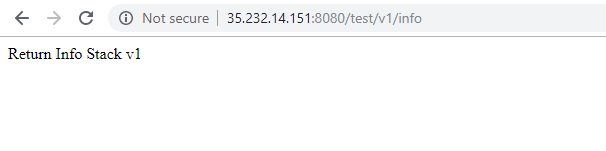 Not secure | 35.232.14.151:8080/test/v1/info
Return Info Stack v1